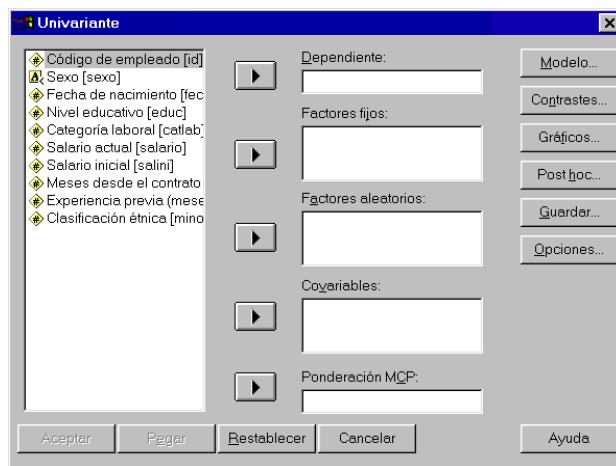 Univariante
Código de empleado [id]
Sexo [sexo]
Fecha de nacimiento [fec
Nivel educativo [educ]
Categoría laboral [catlab]
Salario actual [salario]
Salario inicial [salini]
Meses desde el contrato
Experiencia previa (mese
Clasificación étnica [mino
Dependiente:
Factores fijos:
Factores aleatorios:
Covariables:
Ponderación MCP:
Modelo...
Contrastes...
Gráficos...
Post hoc...
Guardar...
Opciones...
Aceptar
Pegar
Restablecer
Cancelar
Ayuda